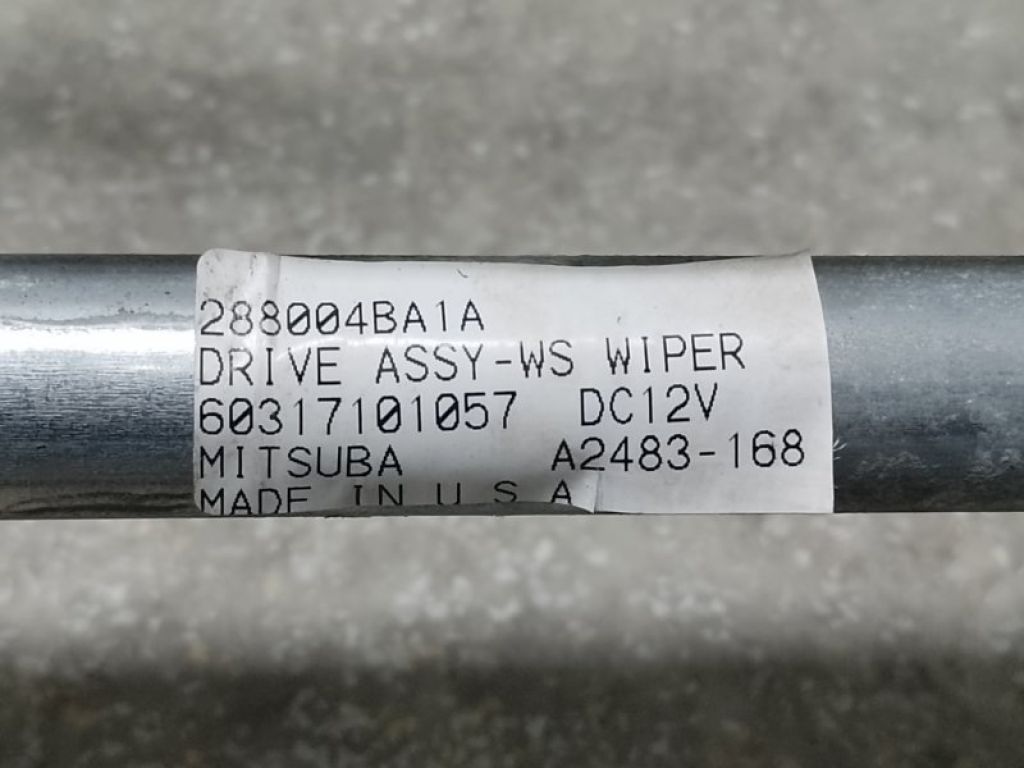 288004BA1A
DRIVE ASSY-WS WIPER
60317101057 DC12V
MITSUBA A2483-168
MADE IN U S A